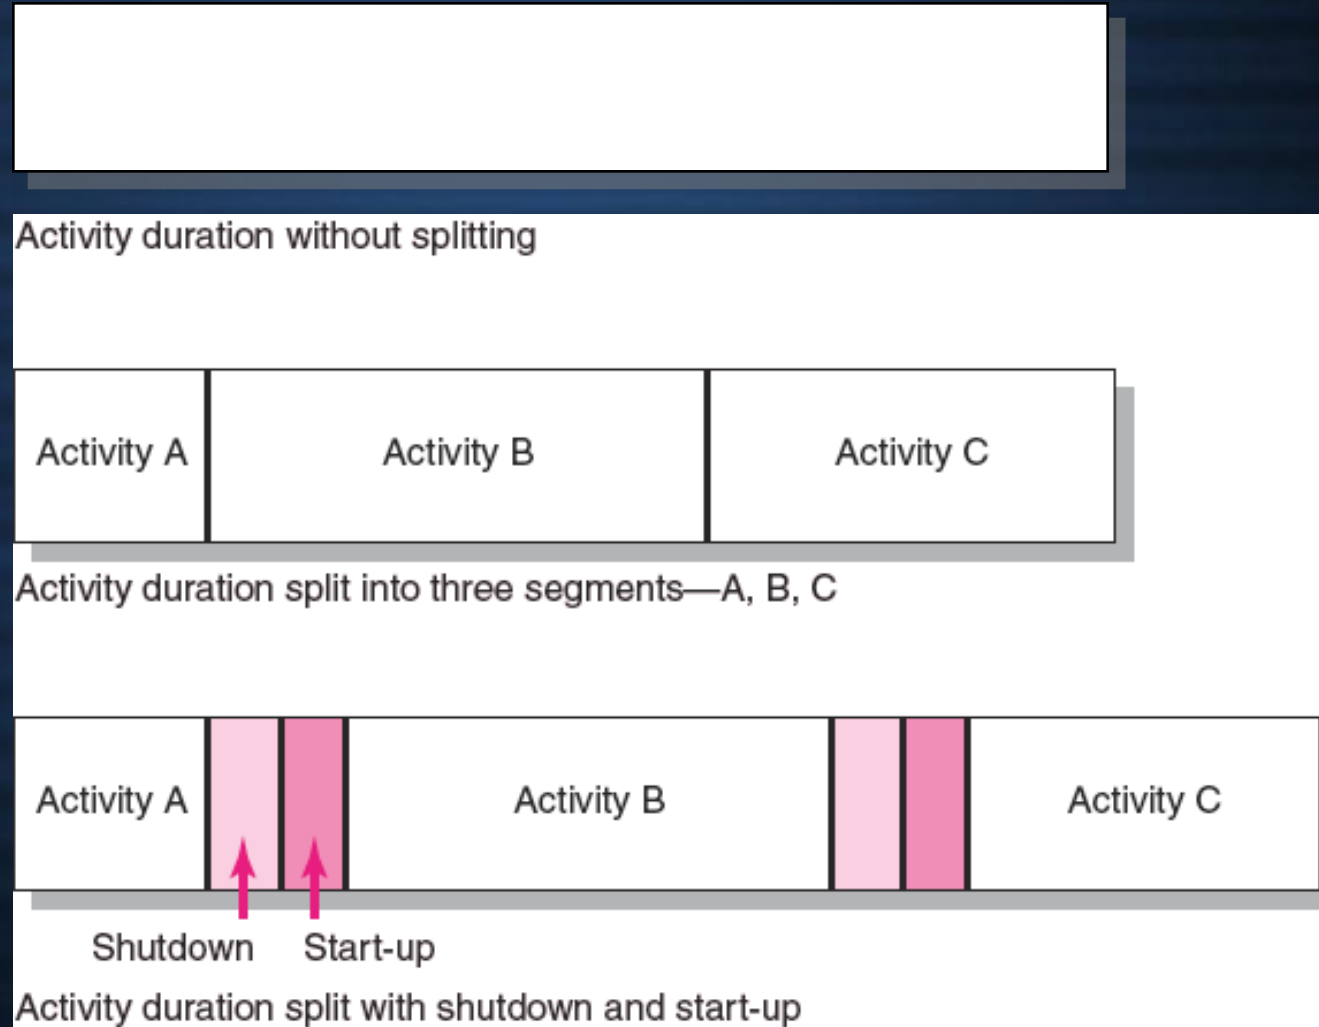 Activity duration without splitting
Activity A Activity B Activity C
Activity duration split into three segments—A, B, C
Activity A Activity B Activity C
Shutdown Start-up
Activity duration split with shutdown and start-up